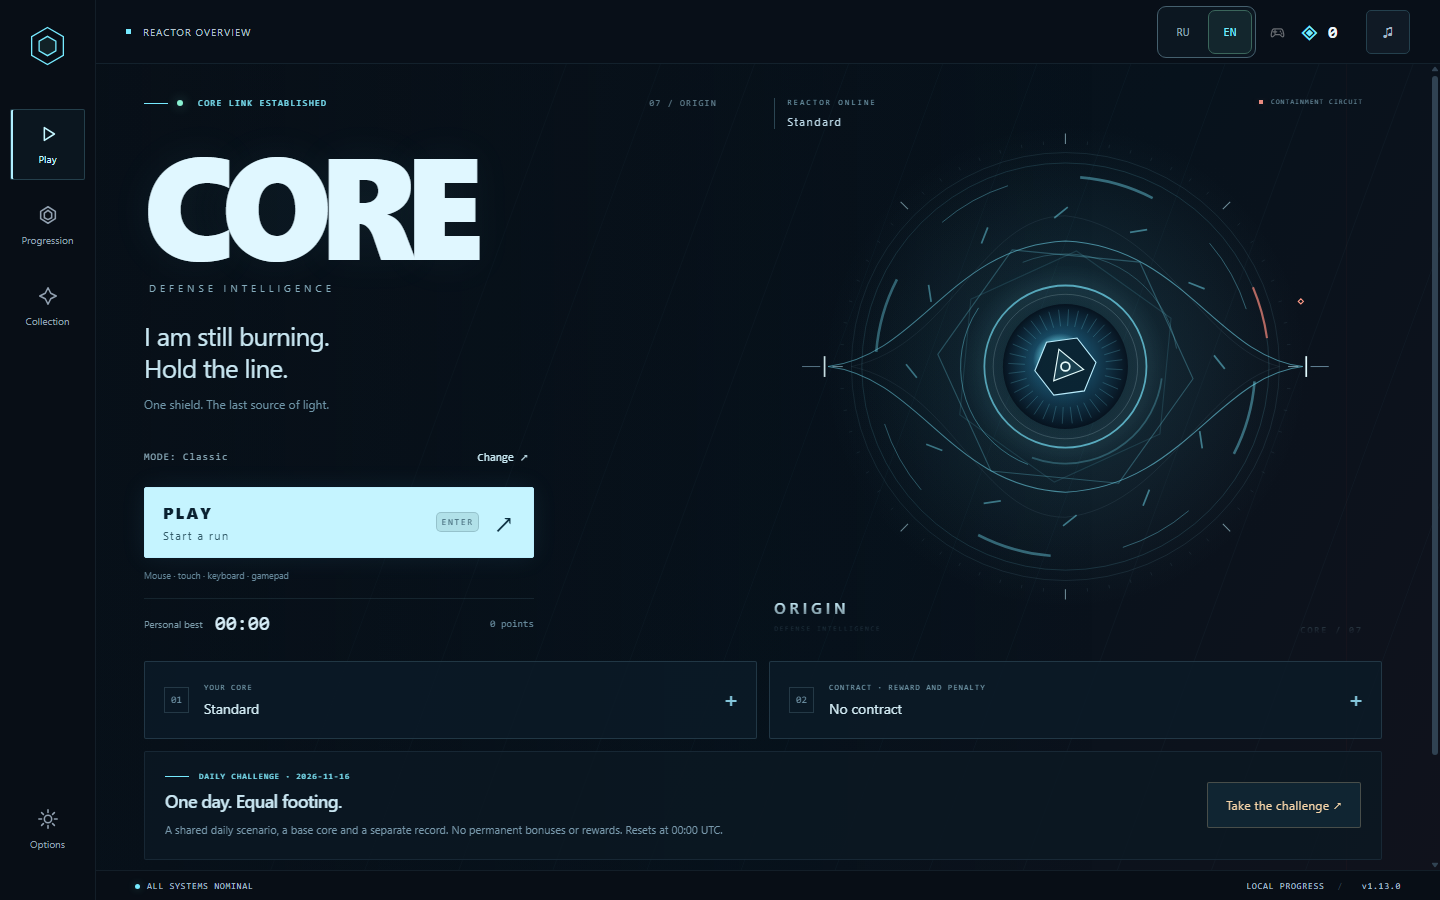 REACTOR OVERVIEW
RU
EN
0
Play
Progression
Collection
Options
CORE LINK ESTABLISHED
07 / ORIGIN
CORE
DEFENSE INTELLIGENCE
I am still burning.
Hold the line.
One shield. The last source of light.
MODE: Classic
Change ↗
PLAY
Start a run
ENTER
Mouse · touch · keyboard · gamepad
Personal best 00:00
0 points
REACTOR ONLINE
Standard
CONTAINMENT CIRCUIT
ORIGIN
DEFENSE INTELLIGENCE
CORE / 07
01
YOUR CORE
Standard
+
02
CONTRACT · REWARD AND PENALTY
No contract
+
DAILY CHALLENGE · 2026-11-16
One day. Equal footing.
A shared daily scenario, a base core and a separate record. No permanent bonuses or rewards. Resets at 00:00 UTC.
Take the challenge ↗
ALL SYSTEMS NOMINAL
LOCAL PROGRESS / v1.13.0